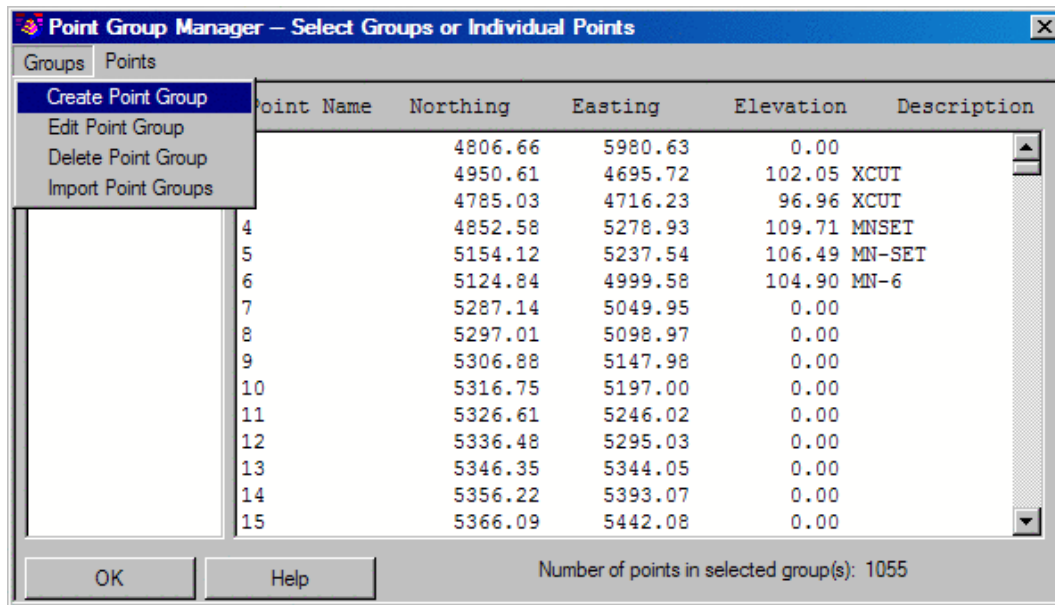 Point Group Manager – Select Groups or Individual Points
Groups Points
Create Point Group
Edit Point Group
Delete Point Group
Import Point Groups
Point Name Northing Easting Elevation Description
4806.66 5980.63 0.00
4950.61 4695.72 102.05 XCUT
4785.03 4716.23 96.96 XCUT
4 4852.58 5278.93 109.71 MNSET
5 5154.12 5237.54 106.49 MN-SET
6 5124.84 4999.58 104.90 MN-6
7 5287.14 5049.95 0.00
8 5297.01 5098.97 0.00
9 5306.88 5147.98 0.00
10 5316.75 5197.00 0.00
11 5326.61 5246.02 0.00
12 5336.48 5295.03 0.00
13 5346.35 5344.05 0.00
14 5356.22 5393.07 0.00
15 5366.09 5442.08 0.00
OK Help Number of points in selected group(s): 1055